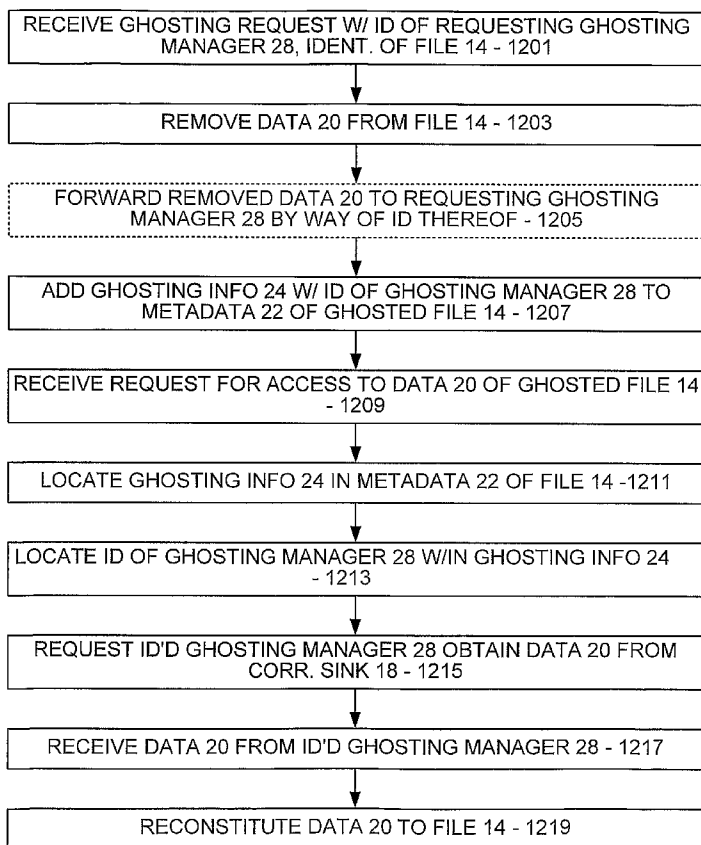 RECEIVE GHOSTING REQUEST W/ ID OF REQUESTING GHOSTING
MANAGER 28, IDENT. OF FILE 14 - 1201
REMOVE DATA 20 FROM FILE 14 - 1203
FORWARD REMOVED DATA 20 TO REQUESTING GHOSTING
MANAGER 28 BY WAY OF ID THEREOF - 1205
ADD GHOSTING INFO 24 W/ ID OF GHOSTING MANAGER 28 TO
METADATA 22 OF GHOSTED FILE 14 - 1207
RECEIVE REQUEST FOR ACCESS TO DATA 20 OF GHOSTED FILE 14
- 1209
LOCATE GHOSTING INFO 24 IN METADATA 22 OF FILE 14 -1211
LOCATE ID OF GHOSTING MANAGER 28 W/IN GHOSTING INFO 24
- 1213
REQUEST ID'D GHOSTING MANAGER 28 OBTAIN DATA 20 FROM
CORR. SINK 18 - 1215
RECEIVE DATA 20 FROM ID'D GHOSTING MANAGER 28 - 1217
RECONSTITUTE DATA 20 TO FILE 14 - 1219